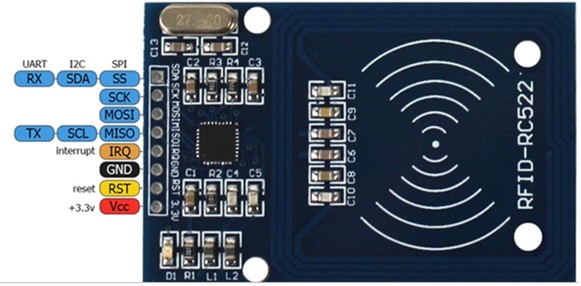 27.120
C13
C12
UART I2C SPI
C2 R3 R4 C3
RX SDA SS
SCK
MOSI
TX SCL MISO
interrupt IRQ
GND
reset RST
+3.3v Vcc
SDA SCK MOSI MISO IRQ GND RST 3.3V
C1 R2 C4 C5
D1 R1 L1 L2
C11
C9
C7
C6
C8
C10
RFID-RC522